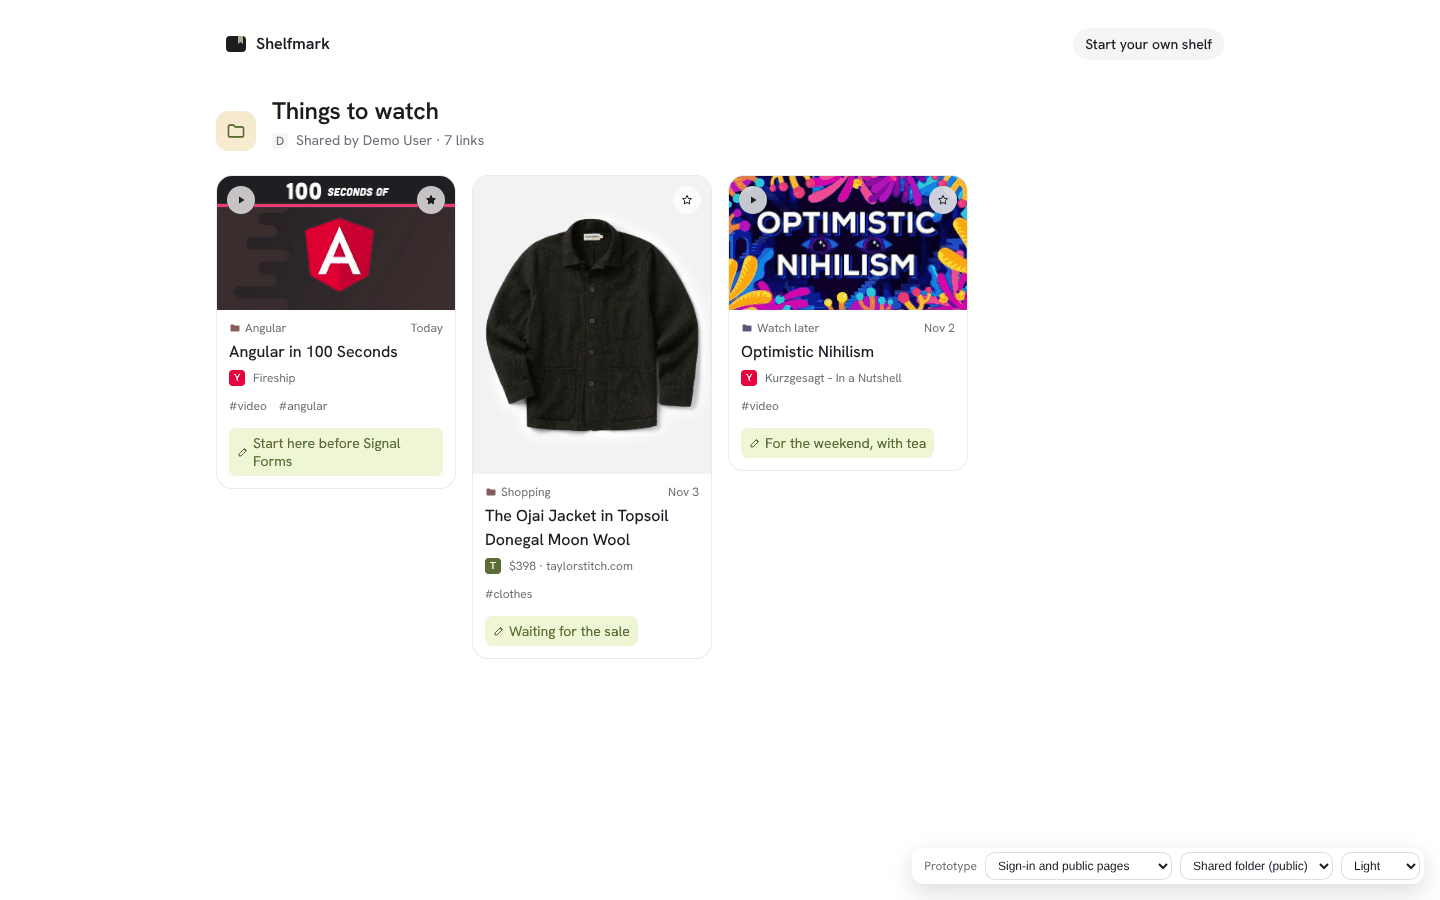 Shelfmark
Start your own shelf
Things to watch
D Shared by Demo User · 7 links
100 SECONDS OF
A
Angular Today
Angular in 100 Seconds
Y Fireship
#video #angular
Start here before Signal
Forms
Shopping Nov 3
The Ojai Jacket in Topsoil
Donegal Moon Wool
T $398 · taylorstitch.com
#clothes
Waiting for the sale
OPTIMISTIC
NIHILISM
Watch later Nov 2
Optimistic Nihilism
Y Kurzgesagt – In a Nutshell
#video
For the weekend, with tea
Prototype Sign-in and public pages Shared folder (public) Light